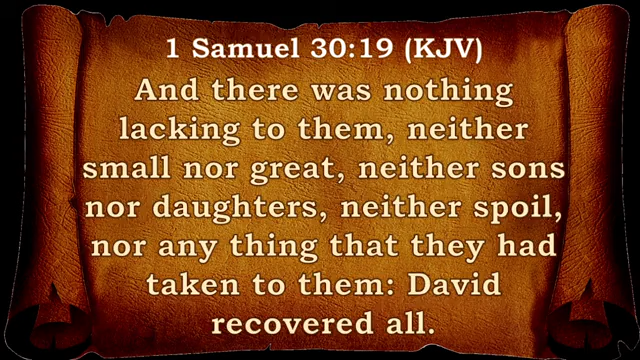 1 Samuel 30:19 (KJV)
And there was nothing
lacking to them, neither
small nor great, neither sons
nor daughters, neither spoil,
nor any thing that they had
taken to them: David
recovered all.